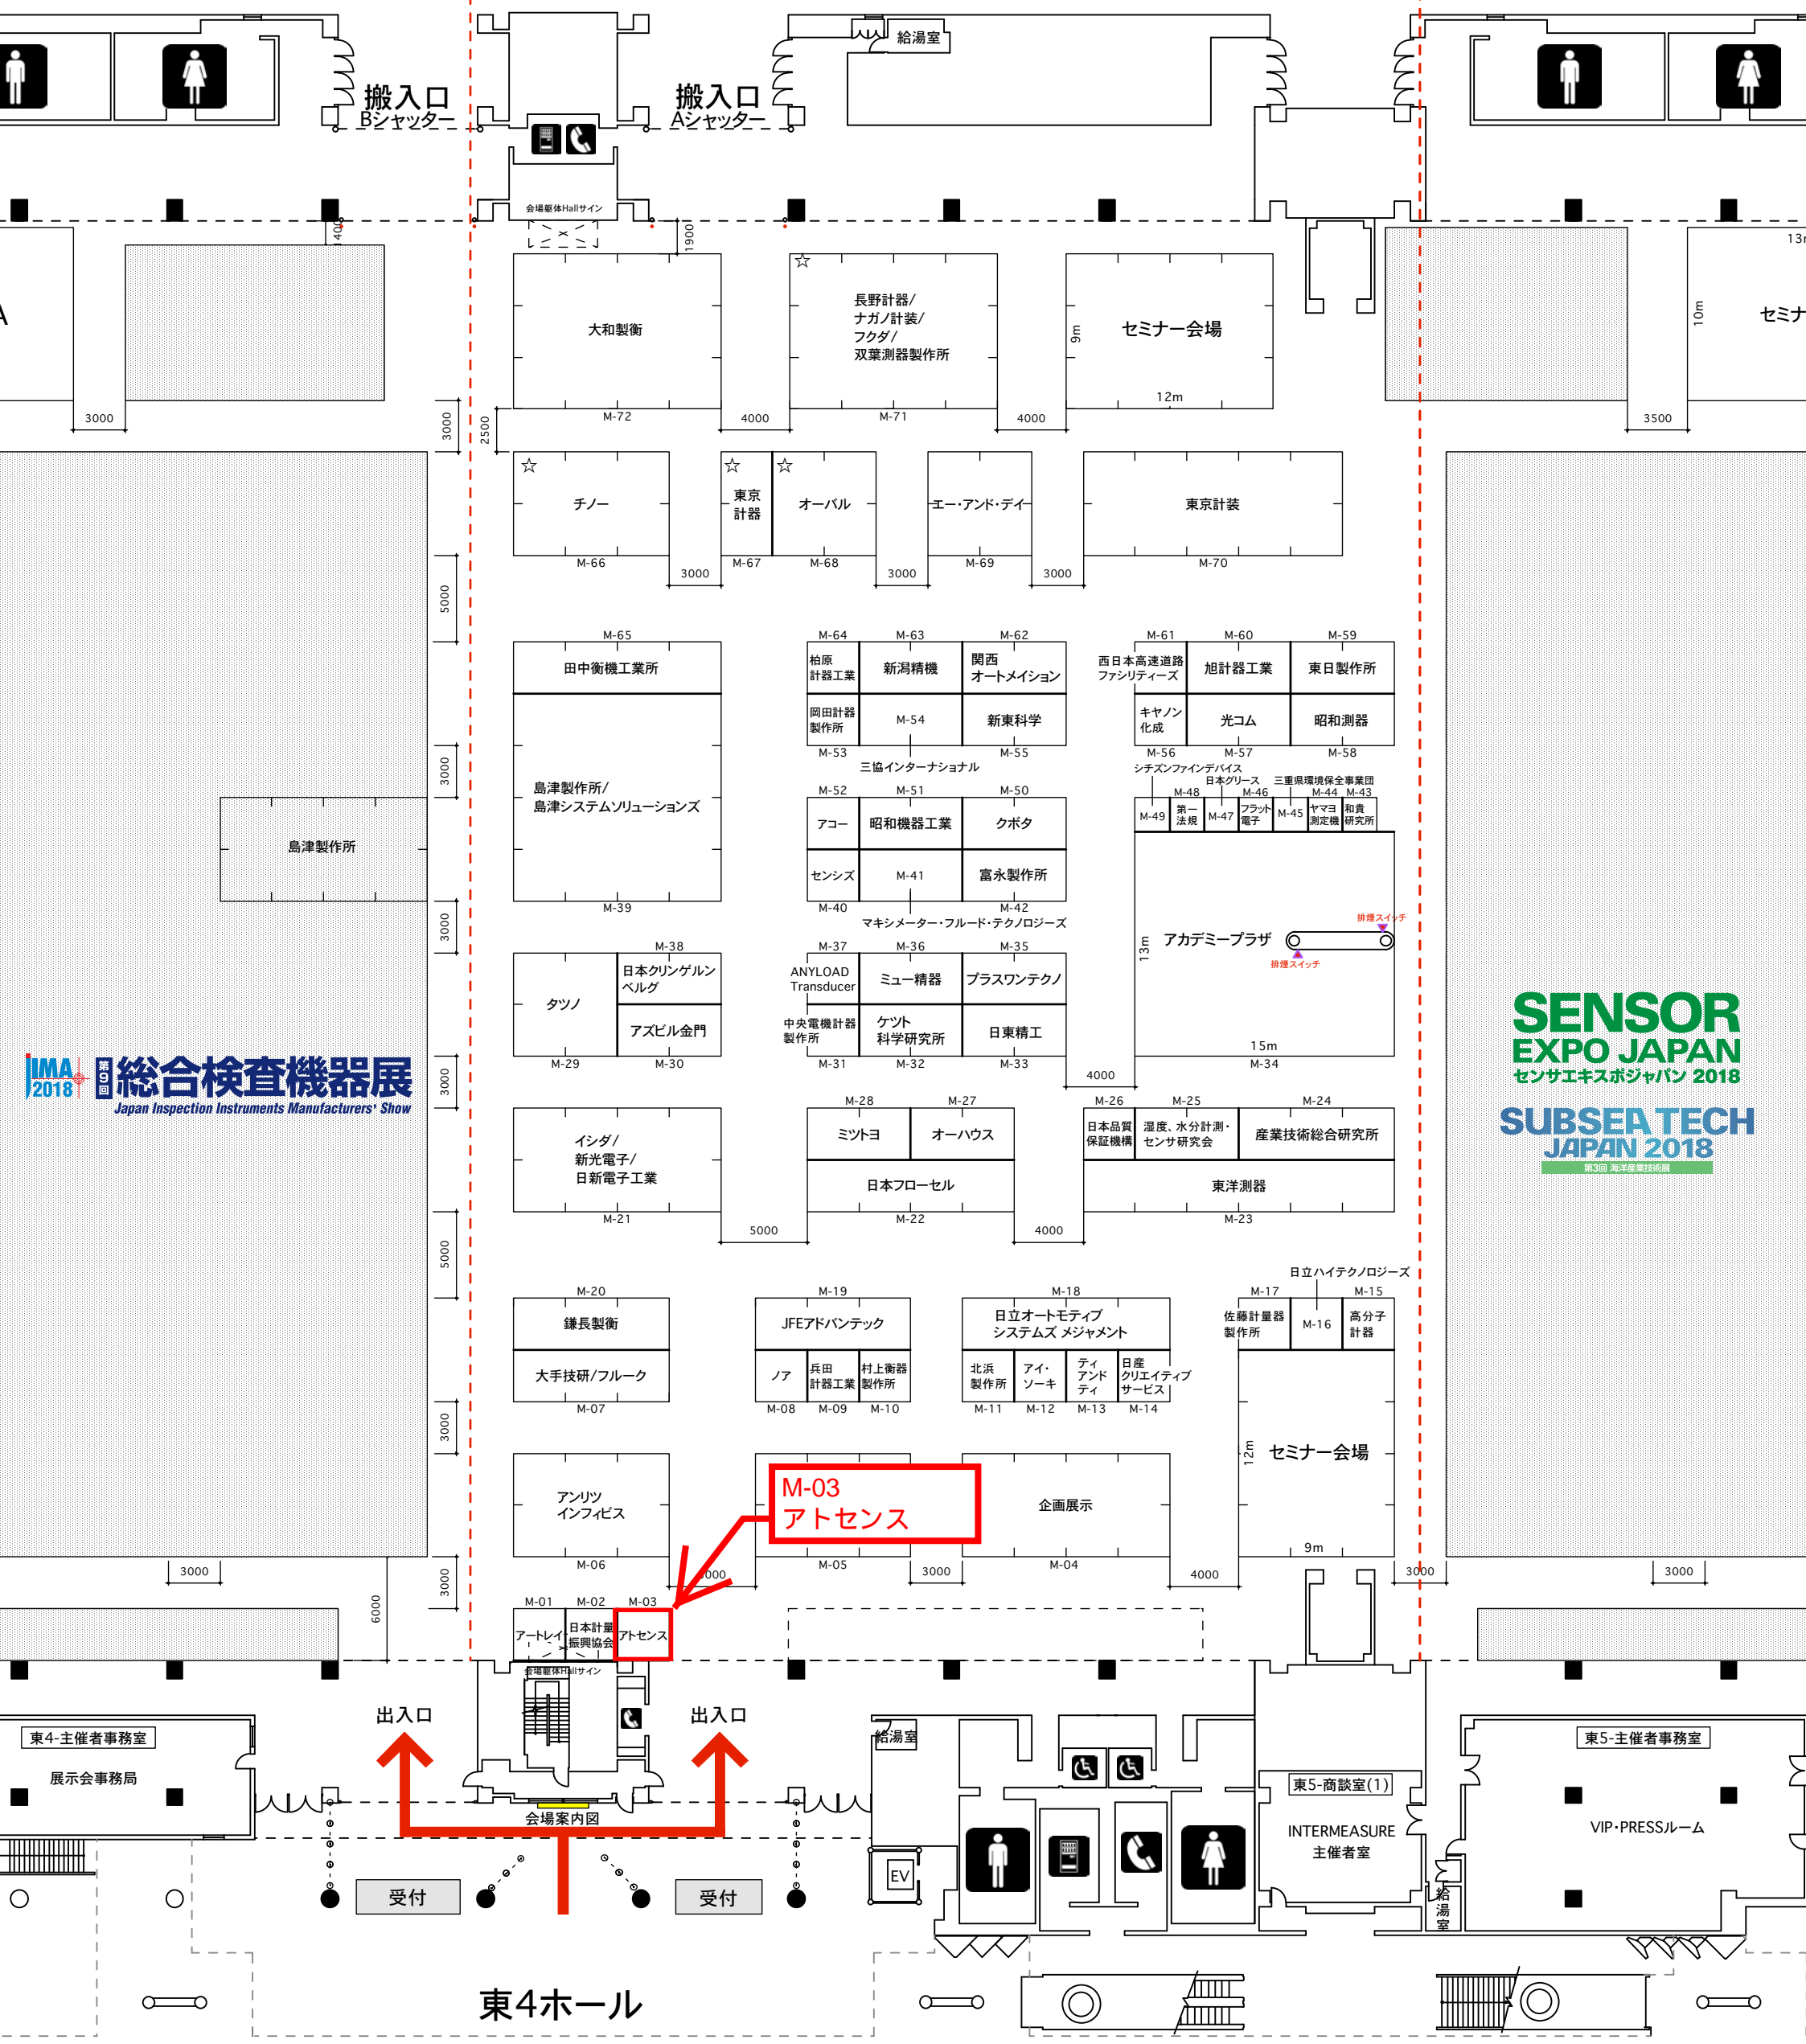 給湯室
搬入口
Bシャッター
搬入口
Aシャッター
会場躯体Hallサイン
1400
1900
13m
A
大和製衡
長野計器/
ナガノ計装/
フクダ/
双葉測器製作所
☆
セミナー会場
9m
12m
10m
セミナ
M-72
M-71
3000
3000
2500
4000
4000
3500
☆
チノー
☆
東京
計器
☆
オーバル
エー・アンド・デイ
東京計装
M-66
M-67
M-68
M-69
M-70
3000
3000
3000
5000
M-65
M-64
M-63
M-62
M-61
M-60
M-59
田中衡機工業所
柏原
計器工業
新潟精機
関西
オートメイション
西日本高速道路
ファシリティーズ
旭計器工業
東日製作所
岡田計器
製作所
M-54
新東科学
キヤノン
化成
光コム
昭和測器
M-53
M-55
M-56
M-57
M-58
三協インターナショナル
シチズンファインデバイス
日本グリース
三重県環境保全事業団
3000
島津製作所/
島津システムソリューションズ
M-52
M-51
M-50
M-48
M-46
M-44
M-43
アコー
昭和機器工業
クボタ
M-49
第一
法規
M-47
フラット
電子
M-45
ヤマヨ
測定機
和貴
研究所
島津製作所
センシズ
M-41
富永製作所
M-39
M-40
M-42
マキシメーター・フルード・テクノロジーズ
3000
アカデミープラザ
13m
排煙スイッチ
排煙スイッチ
15m
M-34
M-38
M-37
M-36
M-35
タツノ
日本クリンゲルン
ベルグ
ANYLOAD
Transducer
ミュー精器
プラスワンテクノ
アズビル金門
中央電機計器
製作所
ケツト
科学研究所
日東精工
M-29
M-30
M-31
M-32
M-33
3000
4000
JIMA
2018
第9回
総合検査機器展
Japan Inspection Instruments Manufacturers' Show
SENSOR
EXPO JAPAN
センサエキスポジャパン 2018
SUBSEA TECH
JAPAN 2018
第3回 海洋産業技術展
M-28
M-27
M-26
M-25
M-24
イシダ/
新光電子/
日新電子工業
ミツトヨ
オーハウス
日本品質
保証機構
湿度、水分計測・
センサ研究会
産業技術総合研究所
日本フローセル
東洋測器
M-21
M-22
M-23
5000
4000
5000
日立ハイテクノロジーズ
M-20
M-19
M-18
M-17
M-15
鎌長製衡
JFEアドバンテック
日立オートモティブ
システムズ メジャメント
佐藤計量器
製作所
M-16
高分子
計器
大手技研/フルーク
ノア
兵田
計器工業
村上衡器
製作所
北浜
製作所
アイ・
ソーキ
ティ
アンド
ティ
日産
クリエイティブ
サービス
M-07
M-08
M-09
M-10
M-11
M-12
M-13
M-14
3000
12m
セミナー会場
9m
アンリツ
インフィビス
M-03
アトセンス
企画展示
M-06
M-05
M-04
3000
3000
3000
4000
3000
3000
6000
M-01
M-02
M-03
アートレイ
日本計量
振興協会
アトセンス
会場躯体Hallサイン
出入口
出入口
東4-主催者事務室
展示会事務局
会場案内図
給湯室
東5-商談室(1)
INTERMEASURE
主催者室
東5-主催者事務室
VIP・PRESSルーム
EV
受付
受付
給湯室
東4ホール